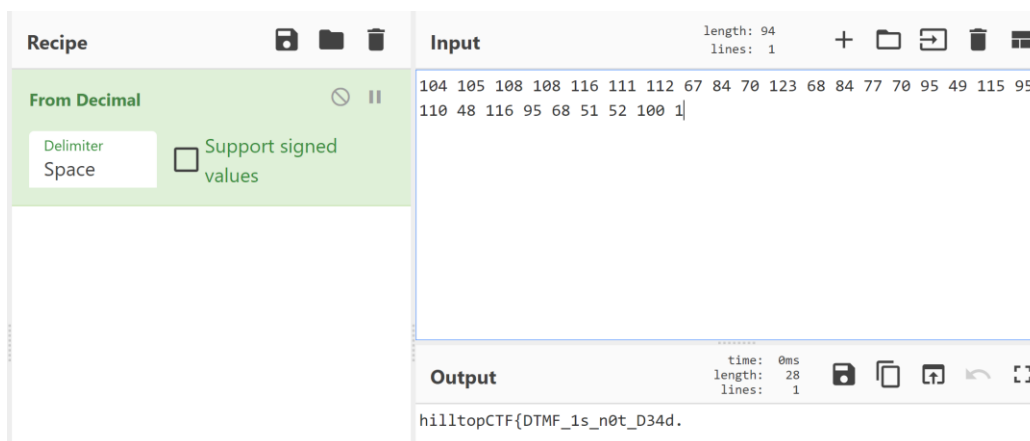 Recipe
Input
length: 94
lines: 1
From Decimal
Delimiter
Space
Support signed
values
104 105 108 108 116 111 112 67 84 70 123 68 84 77 70 95 49 115 95
110 48 116 95 68 51 52 100 1
Output
time: 0ms
length: 28
lines: 1
hilltopCTF{DTMF_1s_n0t_D34d.